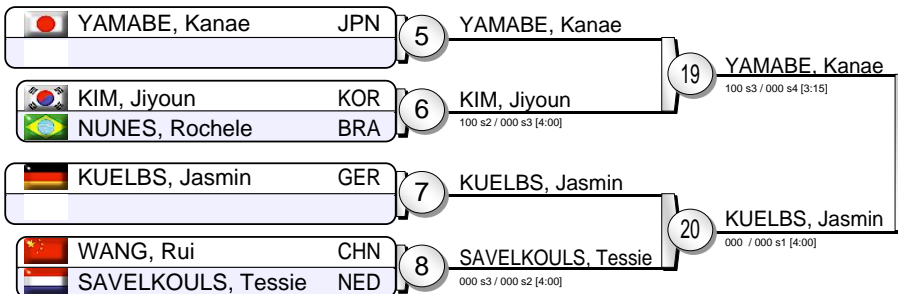 YAMABE, Kanae JPN
5
YAMABE, Kanae
KIM, Jiyoun KOR
NUNES, Rochele BRA
6
KIM, Jiyoun
100 s2 / 000 s3 [4:00]
19
YAMABE, Kanae
100 s3 / 000 s4 [3:15]
KUELBS, Jasmin GER
7
KUELBS, Jasmin
WANG, Rui CHN
SAVELKOULS, Tessie NED
8
SAVELKOULS, Tessie
000 s3 / 000 s2 [4:00]
20
KUELBS, Jasmin
000 / 000 s1 [4:00]